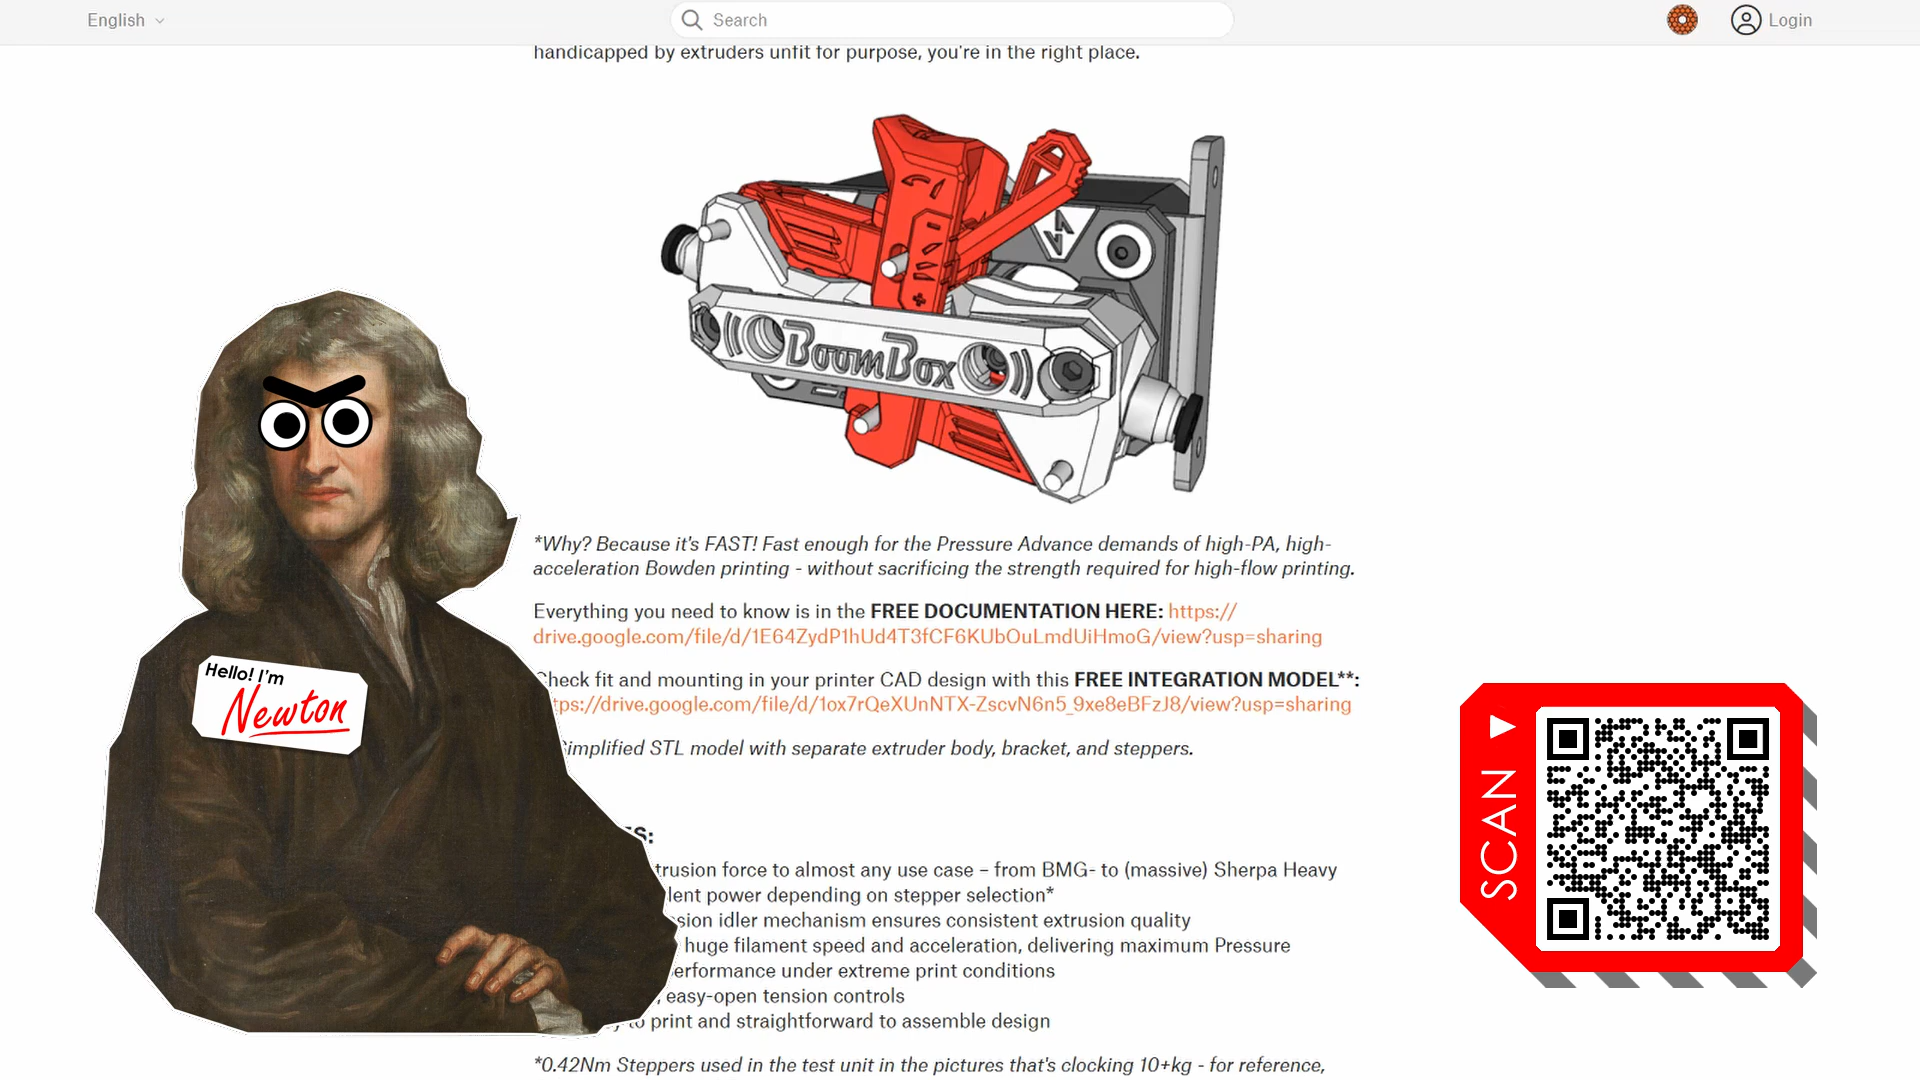 English
Search
Login
handicapped by extruders unfit for purpose, you're in the right place.
BoomBox
*Why? Because it's FAST! Fast enough for the Pressure Advance demands of high-PA, high-
acceleration Bowden printing - without sacrificing the strength required for high-flow printing.
Everything you need to know is in the FREE DOCUMENTATION HERE: https://
drive.google.com/file/d/1E64ZydP1hUd4T3fCF6KUbOuLmdUiHmoG/view?usp=sharing
Check fit and mounting in your printer CAD design with this FREE INTEGRATION MODEL**:
tps://drive.google.com/file/d/1ox7rQeXUnNTX-ZscvN6n5_9xe8eBFzJ8/view?usp=sharing
Simplified STL model with separate extruder body, bracket, and steppers.
Hello! I'm
Newton
SCAN
S:
trusion force to almost any use case – from BMG- to (massive) Sherpa Heavy
lent power depending on stepper selection*
sion idler mechanism ensures consistent extrusion quality
huge filament speed and acceleration, delivering maximum Pressure
erformance under extreme print conditions
, easy-open tension controls
to print and straightforward to assemble design
*0.42Nm Steppers used in the test unit in the pictures that's clocking 10+kg - for reference,